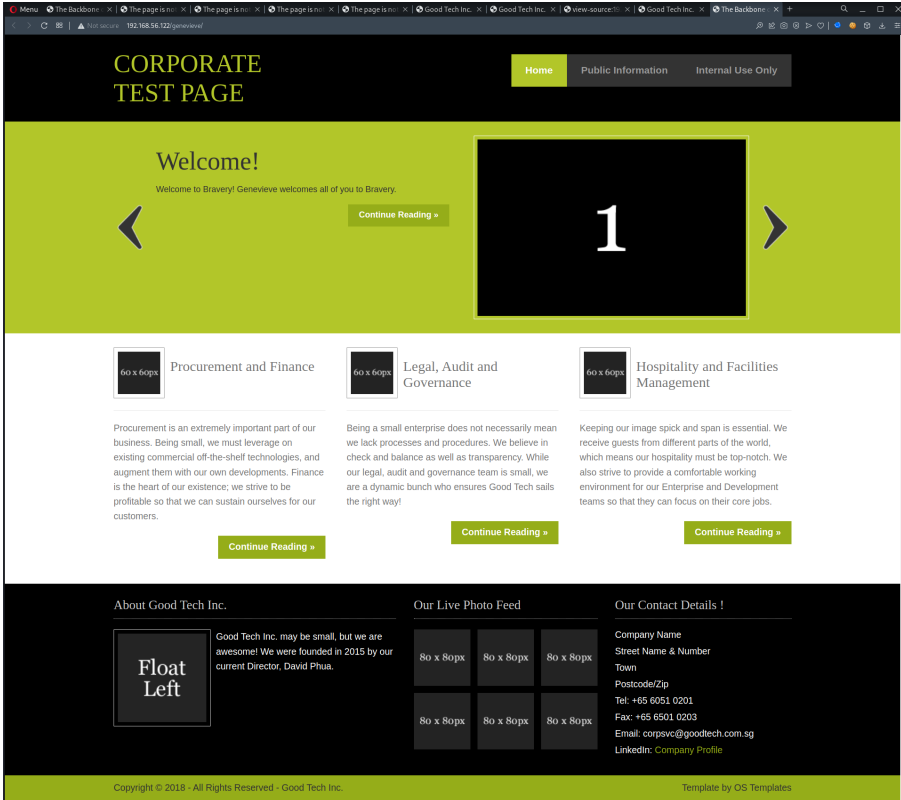 Menu
The Backbone
The page is not
The page is no
The page is no
The page is no
Good Tech Inc.
Good Tech Inc.
view-source:19
Good Tech Inc.
The Backbone
Not secure
192.168.56.122/genevieve/
CORPORATE
TEST PAGE
Home
Public Information
Internal Use Only
Welcome!
Welcome to Bravery! Genevieve welcomes all of you to Bravery.
Continue Reading »
1
60 x 60px
Procurement and Finance
Procurement is an extremely important part of our
business. Being small, we must leverage on
existing commercial off-the-shelf technologies, and
augment them with our own developments. Finance
is the heart of our existence; we strive to be
profitable so that we can sustain ourselves for our
customers.
Continue Reading »
60 x 60px
Legal, Audit and
Governance
Being a small enterprise does not necessarily mean
we lack processes and procedures. We believe in
check and balance as well as transparency. While
our legal, audit and governance team is small, we
are a dynamic bunch who ensures Good Tech sails
the right way!
Continue Reading »
60 x 60px
Hospitality and Facilities
Management
Keeping our image spick and span is essential. We
receive guests from different parts of the world,
which means our hospitality must be top-notch. We
also strive to provide a comfortable working
environment for our Enterprise and Development
teams so that they can focus on their core jobs.
Continue Reading »
About Good Tech Inc.
Float
Left
Good Tech Inc. may be small, but we are
awesome! We were founded in 2015 by our
current Director, David Phua.
Our Live Photo Feed
80 x 80px
80 x 80px
80 x 80px
80 x 80px
80 x 80px
80 x 80px
Our Contact Details !
Company Name
Street Name & Number
Town
Postcode/Zip
Tel: +65 6051 0201
Fax: +65 6501 0203
Email: corpsvc@goodtech.com.sg
LinkedIn: Company Profile
Copyright © 2018 - All Rights Reserved - Good Tech Inc.
Template by OS Templates